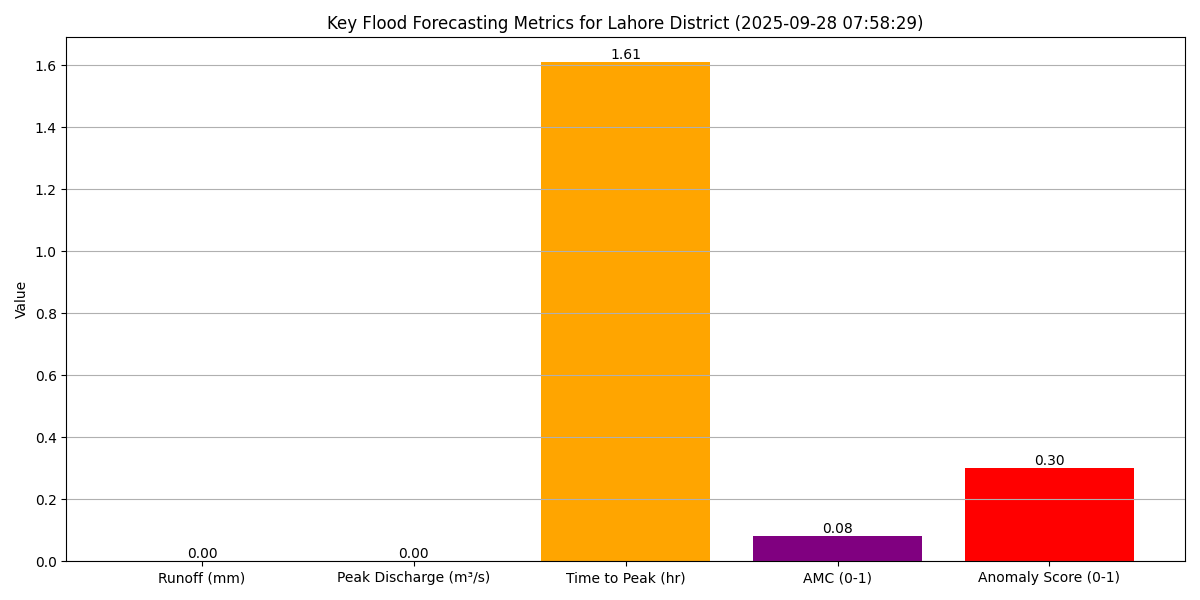 Key Flood Forecasting Metrics for Lahore District (2025-09-28 07:58:29)
1.61
1.6
1.4
1.2
1.0
0.8
0.6
0.4
0.2
0.0
Value
0.00
0.00
0.08
0.30
Runoff (mm)
Peak Discharge (m³/s)
Time to Peak (hr)
AMC (0-1)
Anomaly Score (0-1)